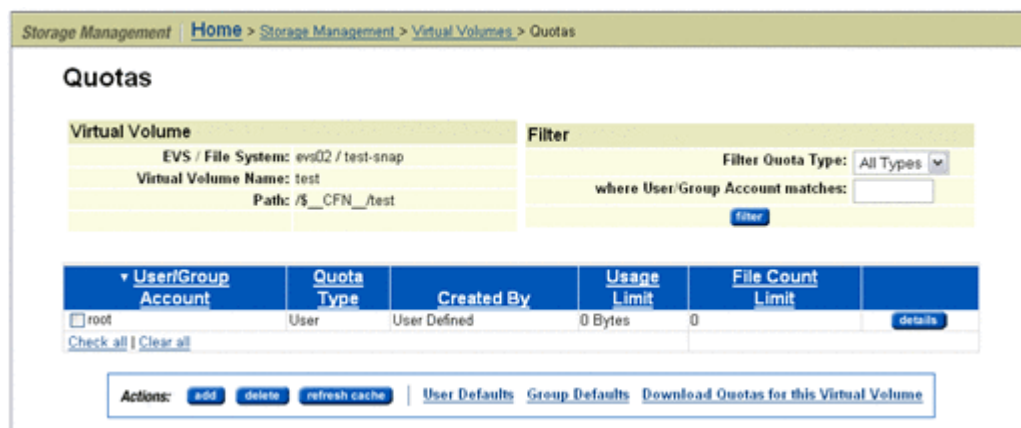 Storage Management | Home > Storage Management > Virtual Volumes > Quotas
Quotas
Virtual Volume
EVS / File System: evs02 / test-snap
Virtual Volume Name: test
Path: /$__CFN__/test
Filter
Filter Quota Type: All Types
where User/Group Account matches:
filter
User/Group Account Quota Type Created By Usage Limit File Count Limit
root User User Defined 0 Bytes 0 details
Check all | Clear all
Actions: add delete refresh cache | User Defaults Group Defaults Download Quotas for this Virtual Volume